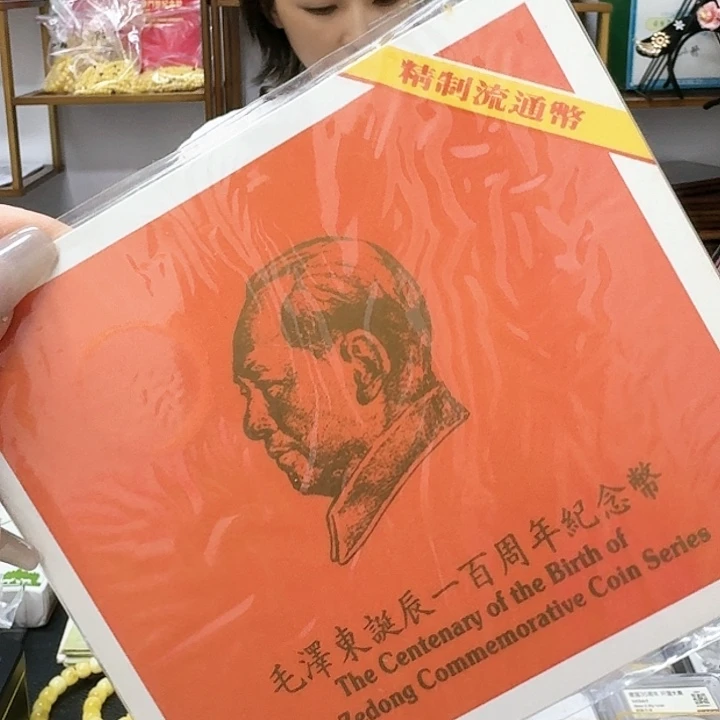 精制流通幣
毛澤東誕辰一百周年紀念幣
The Centenary of the Birth of
Zedong Commemorative Coin Series